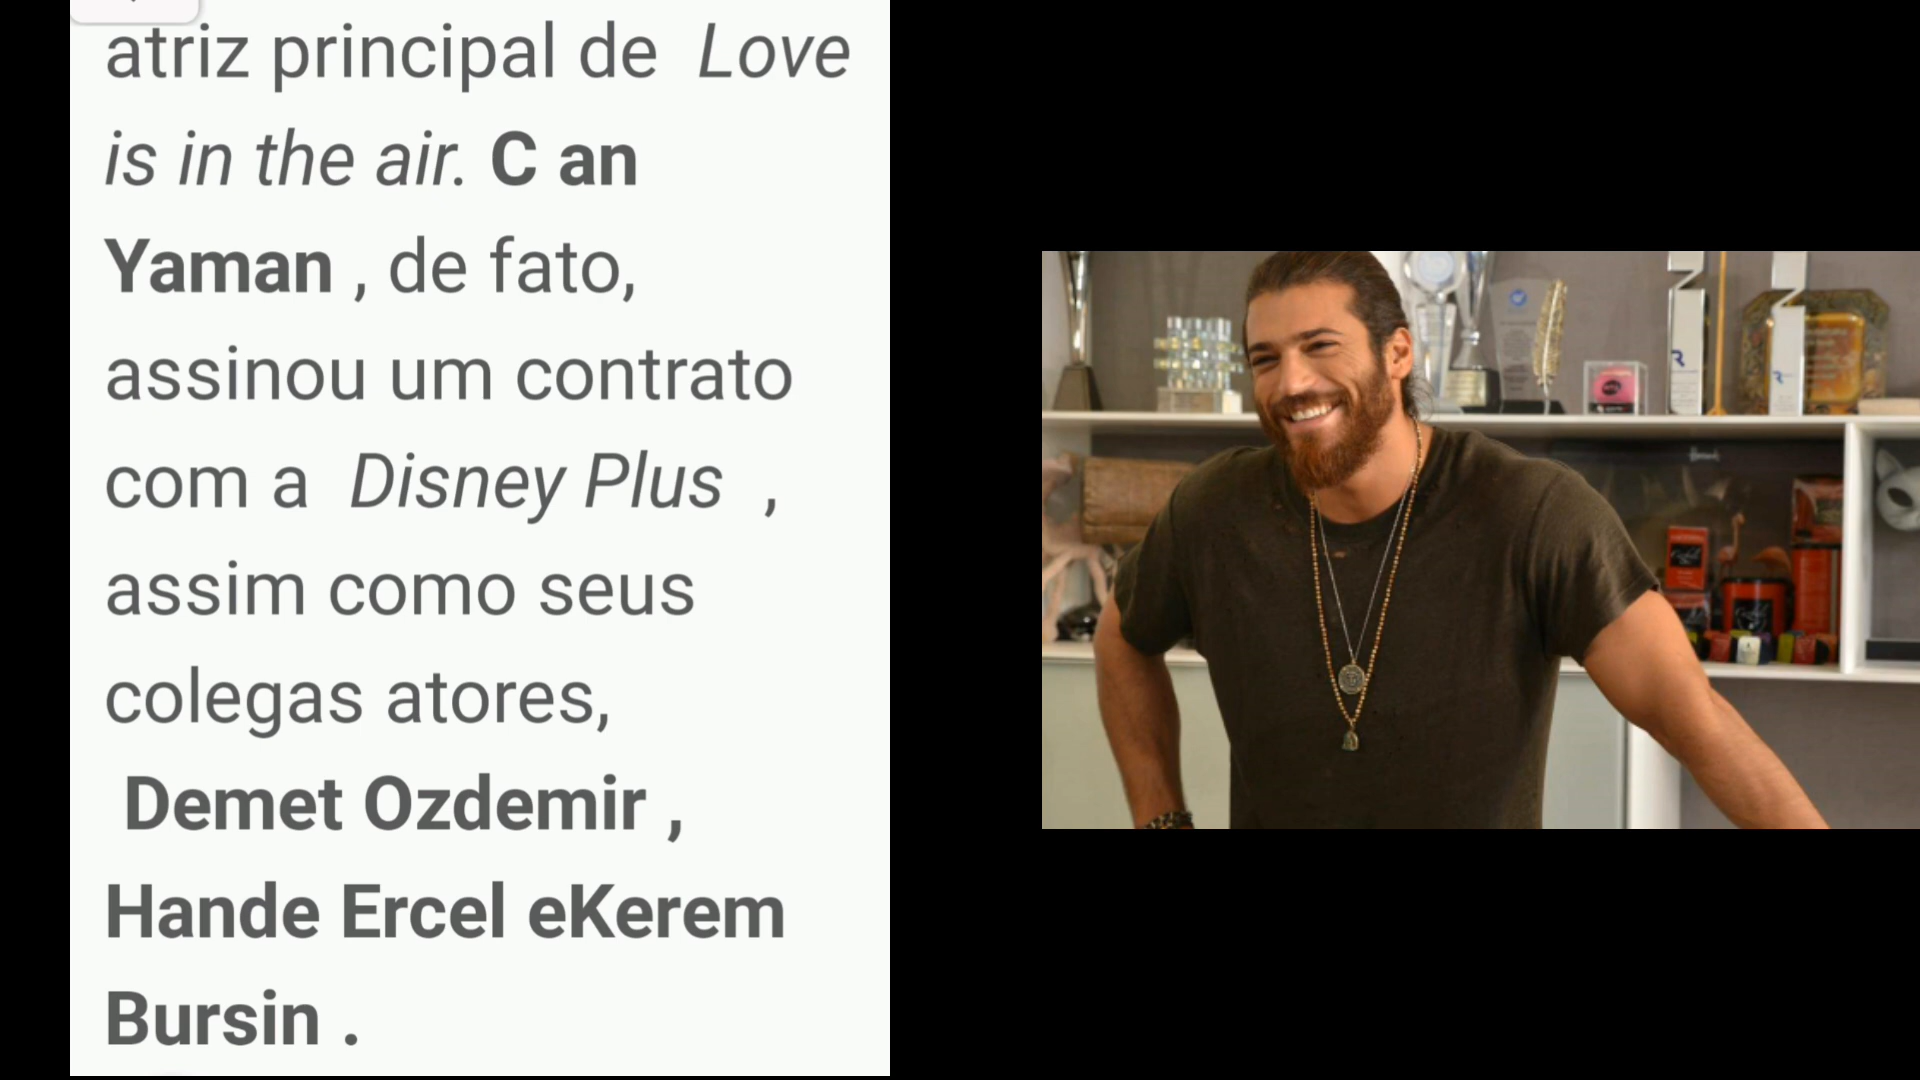 atriz principal de Love
is in the air. C an
Yaman , de fato,
assinou um contrato
com a Disney Plus ,
assim como seus
colegas atores,
Demet Ozdemir ,
Hande Ercel eKerem
Bursin .